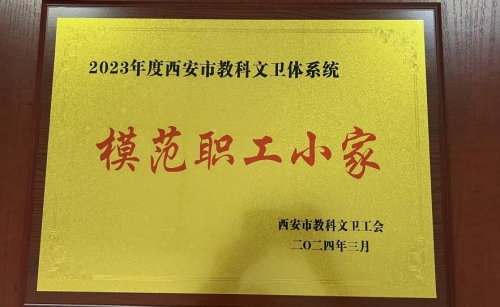 2023年度西安市教科文卫体系统
模范职工小家
西安市教科文卫工会
二〇二四年三月